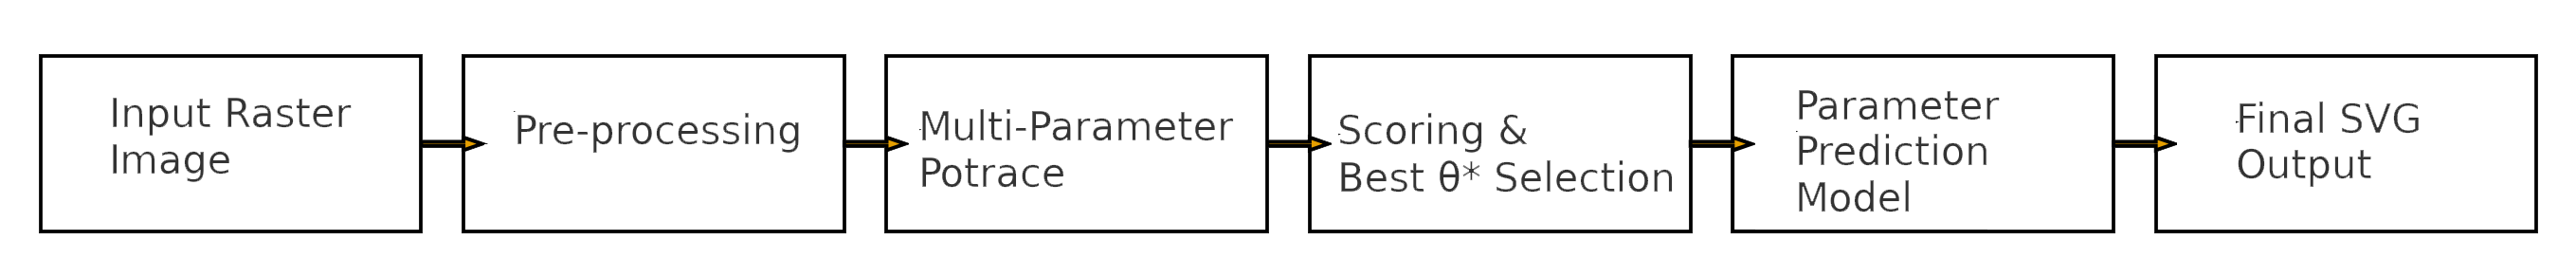 Input Raster
Image
Pre-processing
Multi-Parameter
Potrace
Scoring &
Best θ* Selection
Parameter
Prediction
Model
Final SVG
Output